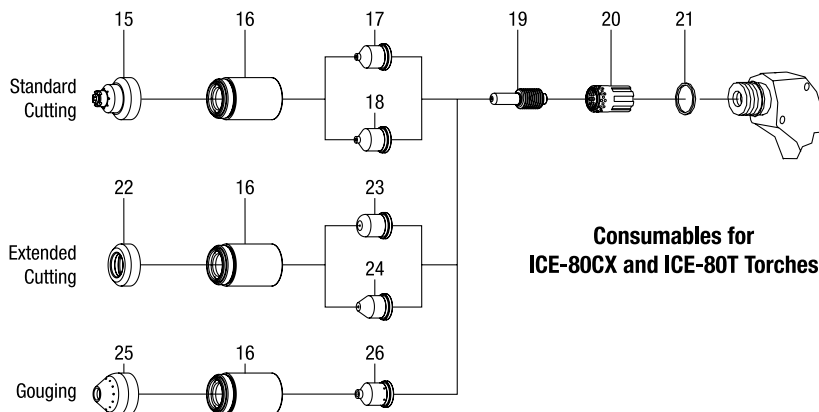 15 16 17 19 20 21
Standard
Cutting
18
22 16 23
Extended
Cutting
24
Consumables for
ICE-80CX and ICE-80T Torches
25 16 26
Gouging